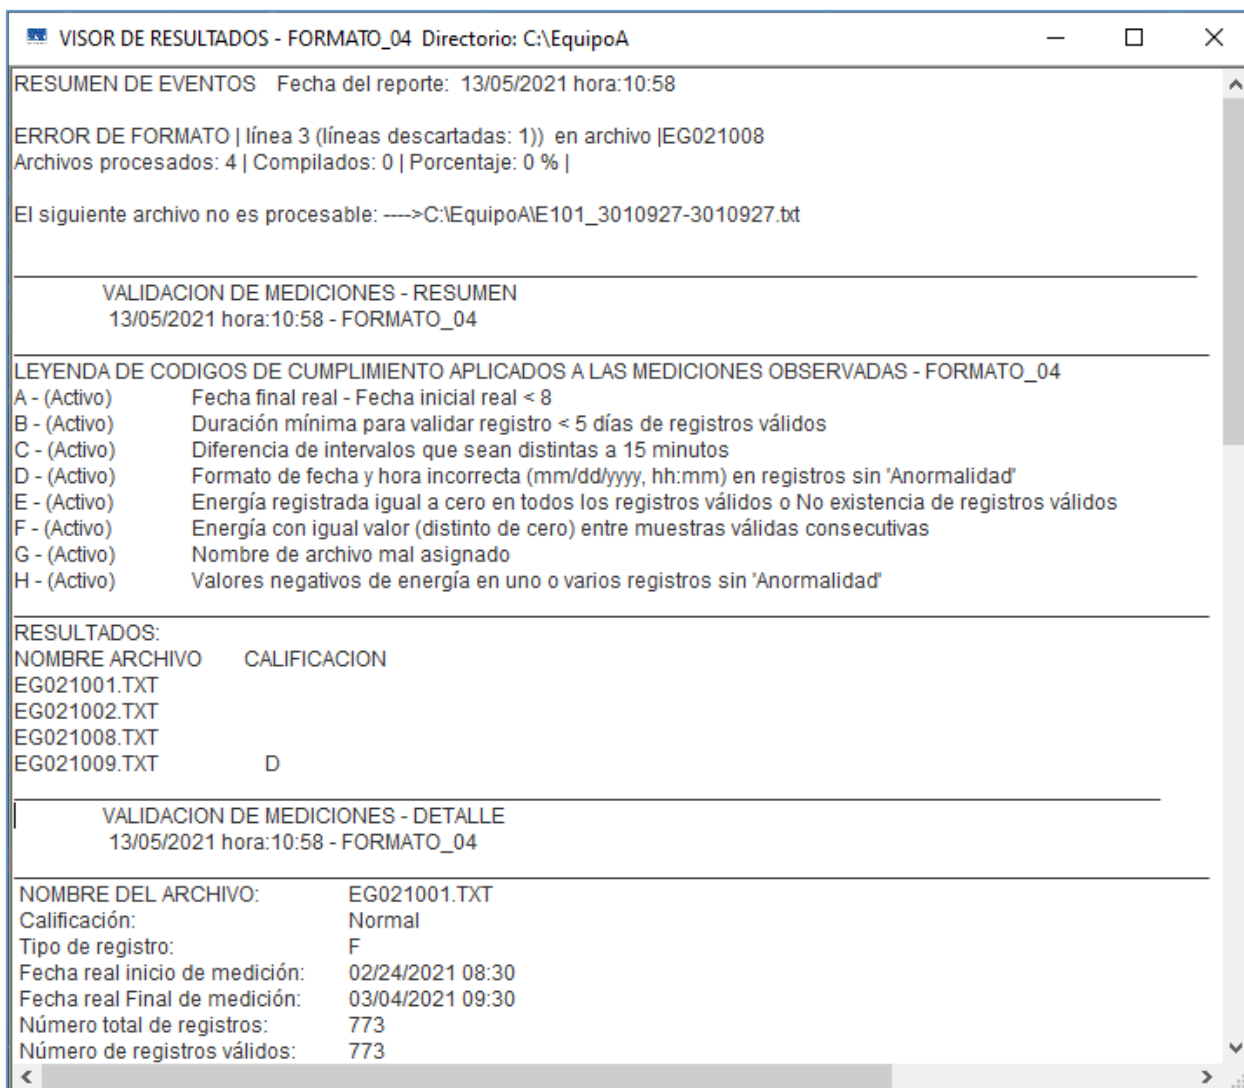 VISOR DE RESULTADOS - FORMATO_04 Directorio: C:\EquipoA
RESUMEN DE EVENTOS Fecha del reporte: 13/05/2021 hora:10:58
ERROR DE FORMATO | línea 3 (líneas descartadas: 1)) en archivo |EG021008
Archivos procesados: 4 | Compilados: 0 | Porcentaje: 0 % |
El siguiente archivo no es procesable: ---->C:\EquipoA\E101_3010927-3010927.txt
VALIDACION DE MEDICIONES - RESUMEN
13/05/2021 hora:10:58 - FORMATO_04
LEYENDA DE CODIGOS DE CUMPLIMIENTO APLICADOS A LAS MEDICIONES OBSERVADAS - FORMATO_04
A - (Activo) Fecha final real - Fecha inicial real < 8
B - (Activo) Duración mínima para validar registro < 5 días de registros válidos
C - (Activo) Diferencia de intervalos que sean distintas a 15 minutos
D - (Activo) Formato de fecha y hora incorrecta (mm/dd/yyyy, hh:mm) en registros sin 'Anormalidad'
E - (Activo) Energía registrada igual a cero en todos los registros válidos o No existencia de registros válidos
F - (Activo) Energía con igual valor (distinto de cero) entre muestras válidas consecutivas
G - (Activo) Nombre de archivo mal asignado
H - (Activo) Valores negativos de energía en uno o varios registros sin 'Anormalidad'
RESULTADOS:
NOMBRE ARCHIVO CALIFICACION
EG021001.TXT
EG021002.TXT
EG021008.TXT
EG021009.TXT D
VALIDACION DE MEDICIONES - DETALLE
13/05/2021 hora:10:58 - FORMATO_04
NOMBRE DEL ARCHIVO: EG021001.TXT
Calificación: Normal
Tipo de registro: F
Fecha real inicio de medición: 02/24/2021 08:30
Fecha real Final de medición: 03/04/2021 09:30
Número total de registros: 773
Número de registros válidos: 773